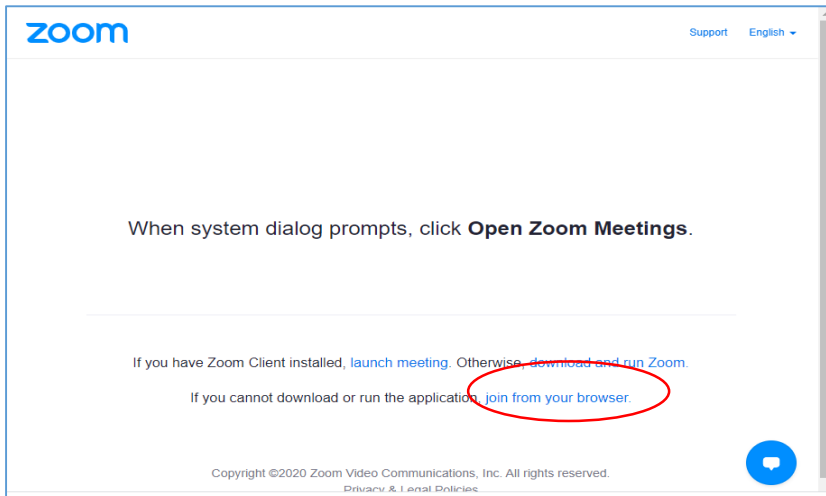 zoom
Support English
When system dialog prompts, click Open Zoom Meetings.
If you have Zoom Client installed, launch meeting. Otherwise, download and run Zoom.
If you cannot download or run the application, join from your browser.
Copyright ©2020 Zoom Video Communications, Inc. All rights reserved.
Privacy & Legal Policies